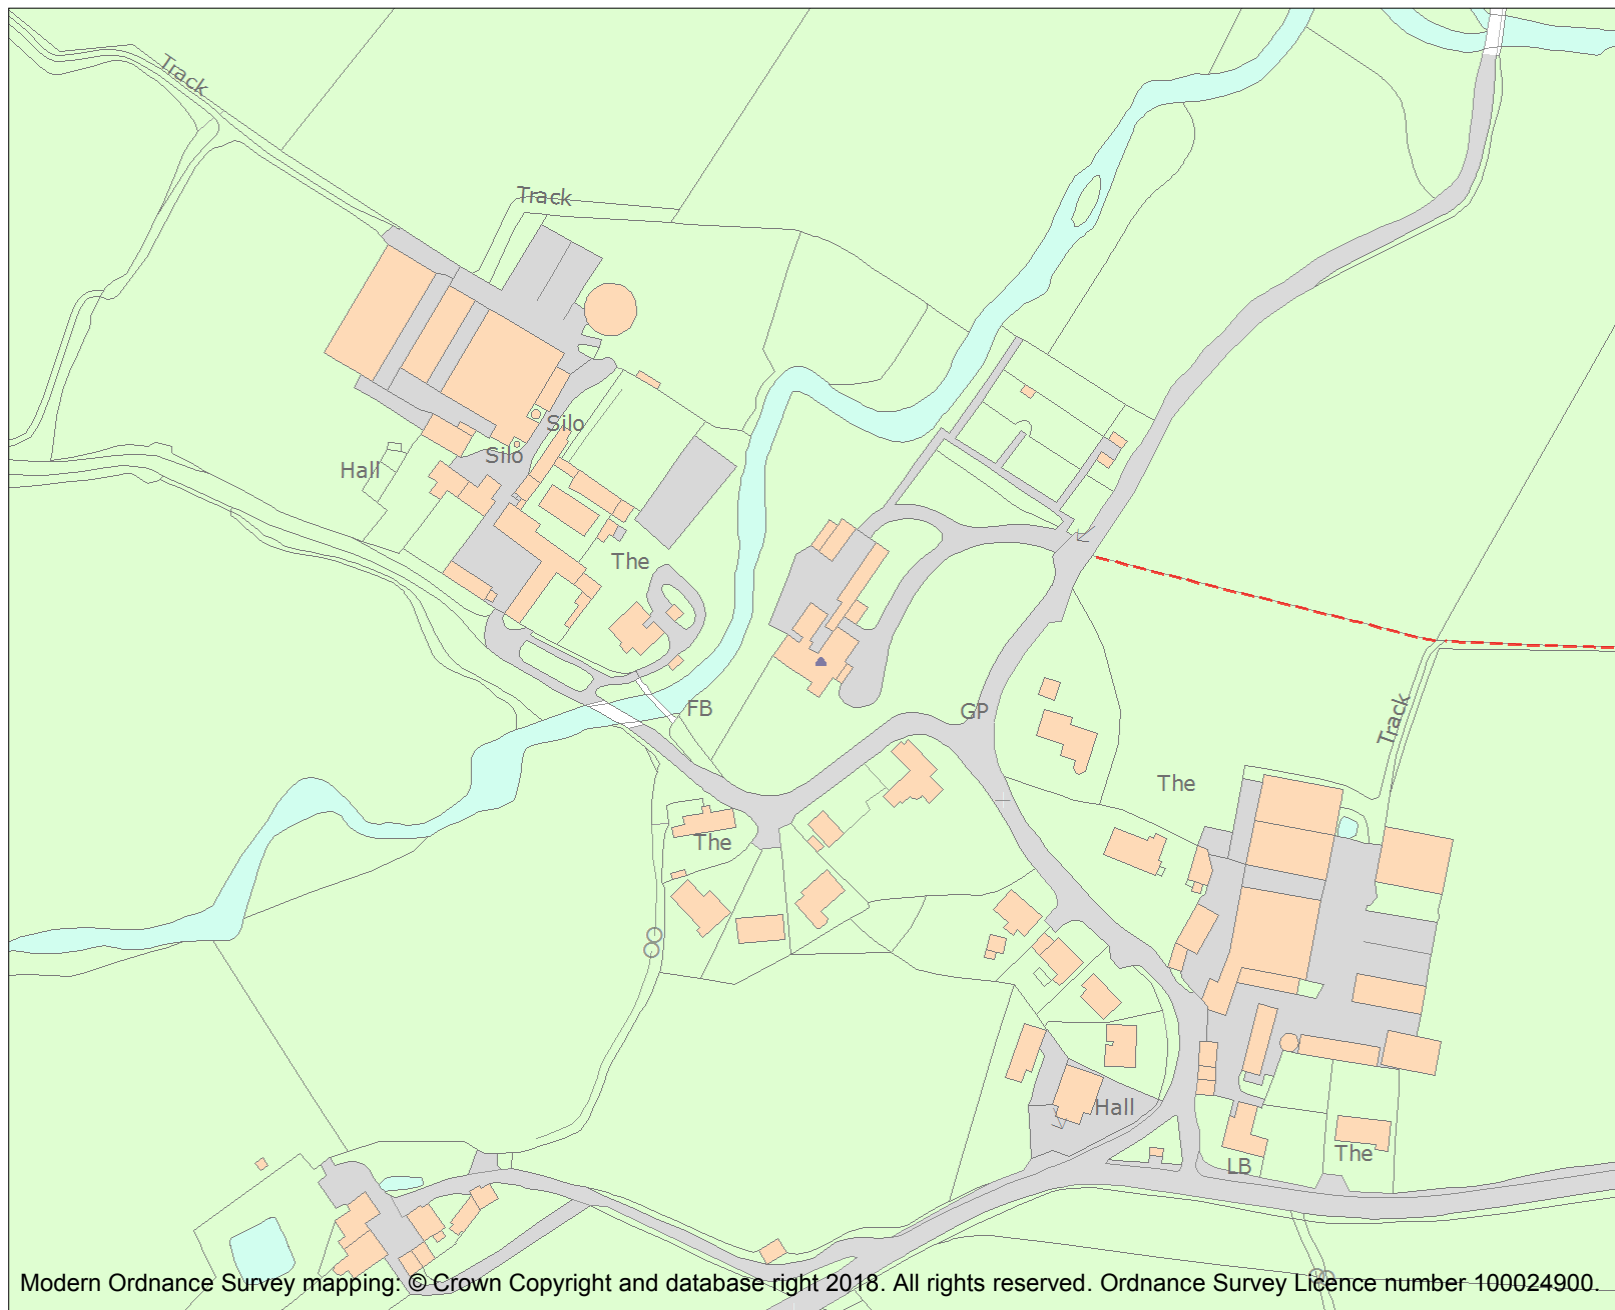 Track
Track
Silo
Silo
Hall
The
FB
GP
Track
The
The
Hall
The
LB
Modern Ordnance Survey mapping: © Crown Copyright and database right 2018. All rights reserved. Ordnance Survey Licence number 100024900.